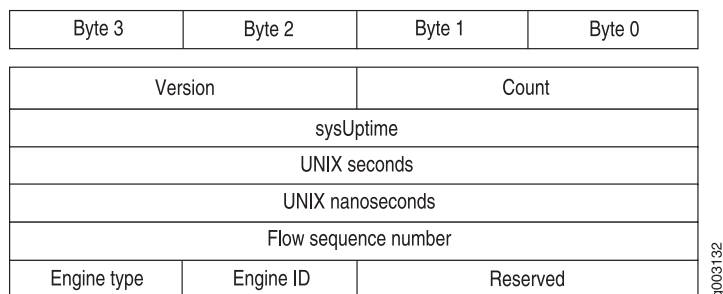 Byte 3 Byte 2 Byte 1 Byte 0
Version Count
sysUptime
UNIX seconds
UNIX nanoseconds
Flow sequence number
Engine type Engine ID Reserved
g003132